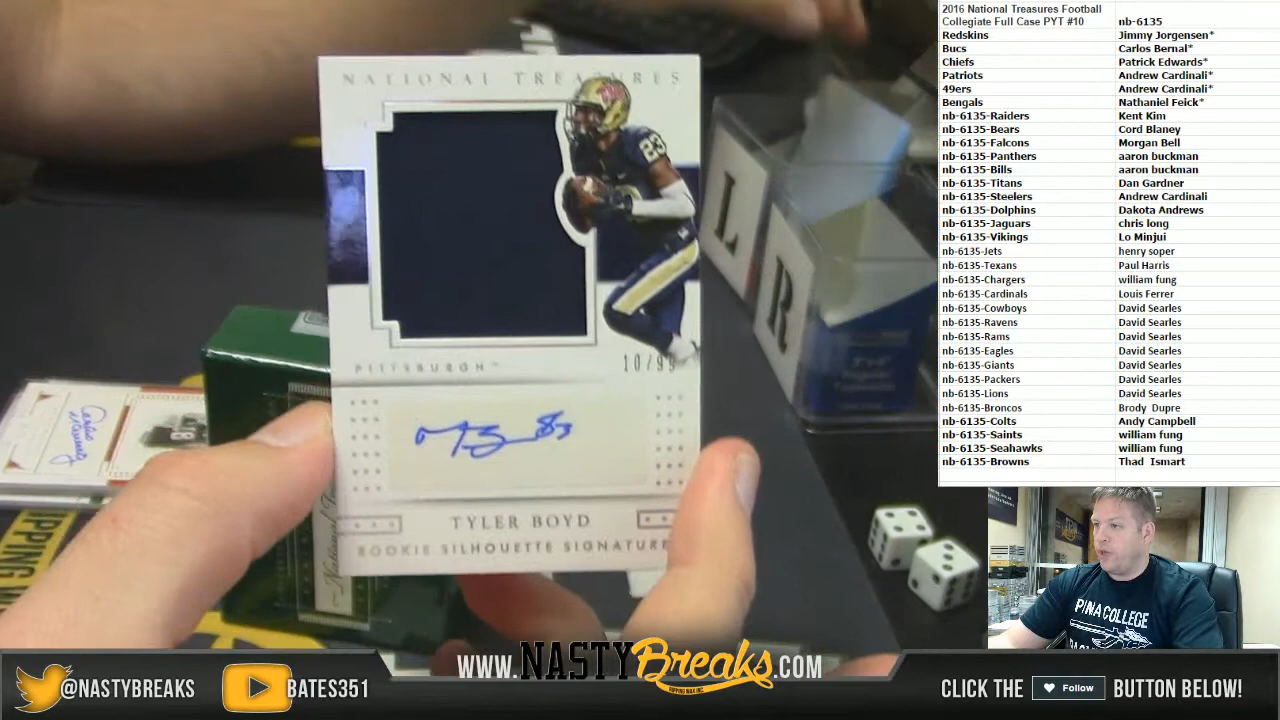 2016 National Treasures Football
Collegiate Full Case PYT #10 nb-6135
Redskins Jimmy Jorgensen*
Bucs Carlos Bernal*
Chiefs Patrick Edwards*
Patriots Andrew Cardinali*
49ers Andrew Cardinali*
Bengals Nathaniel Feick*
nb-6135-Raiders Kent Kim
nb-6135-Bears Cord Blaney
nb-6135-Falcons Morgan Bell
nb-6135-Panthers aaron buckman
nb-6135-Bills aaron buckman
nb-6135-Titans Dan Gardner
nb-6135-Steelers Andrew Cardinali
nb-6135-Dolphins Dakota Andrews
nb-6135-Jaguars chris long
nb-6135-Vikings Lo Minjui
nb-6135-Jets henry soper
nb-6135-Texans Paul Harris
nb-6135-Chargers william fung
nb-6135-Cardinals Louis Ferrer
nb-6135-Cowboys David Searles
nb-6135-Ravens David Searles
nb-6135-Rams David Searles
nb-6135-Eagles David Searles
nb-6135-Giants David Searles
nb-6135-Packers David Searles
nb-6135-Lions David Searles
nb-6135-Broncos Brody Dupre
nb-6135-Colts Andy Campbell
nb-6135-Saints william fung
nb-6135-Seahawks william fung
nb-6135-Browns Thad Ismart
NATIONAL TREASURES
23
PITTSBURGH™
10/99
TYLER BOYD
ROOKIE SILHOUETTE SIGNATURE
L
R
PINA COLLEGE
@NASTYBREAKS
BATES351
WWW.NASTYBreaks.COM
RIPPING WAX INC.
CLICK THE Follow BUTTON BELOW!